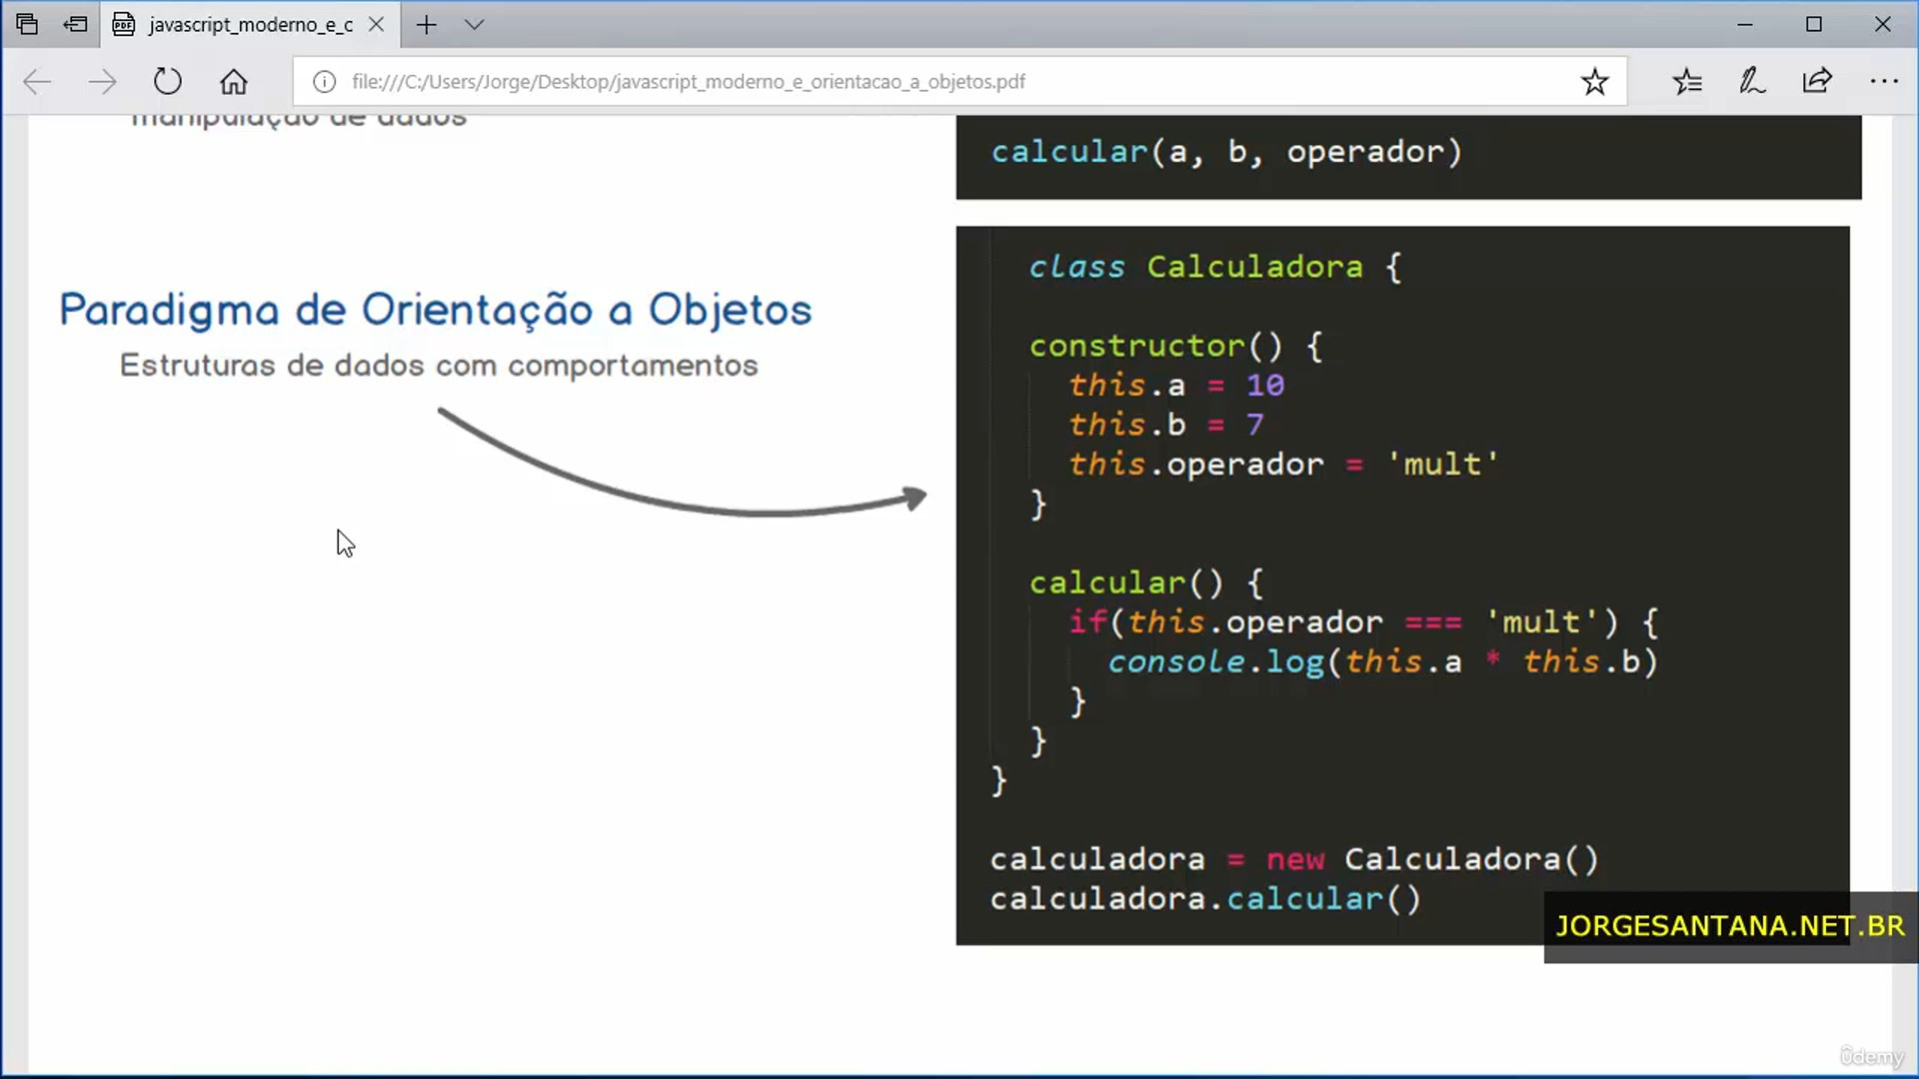 javascript_moderno_e_c
file:///C:/Users/Jorge/Desktop/javascript_moderno_e_orientacao_a_objetos.pdf
manipulação de dados
calcular(a, b, operador)
Paradigma de Orientação a Objetos
Estruturas de dados com comportamentos
class Calculadora {
constructor() {
this.a = 10
this.b = 7
this.operador = 'mult'
}
calcular() {
if(this.operador === 'mult') {
console.log(this.a * this.b)
}
}
}
calculadora = new Calculadora()
calculadora.calcular()
JORGESANTANA.NET.BR
ûdemy